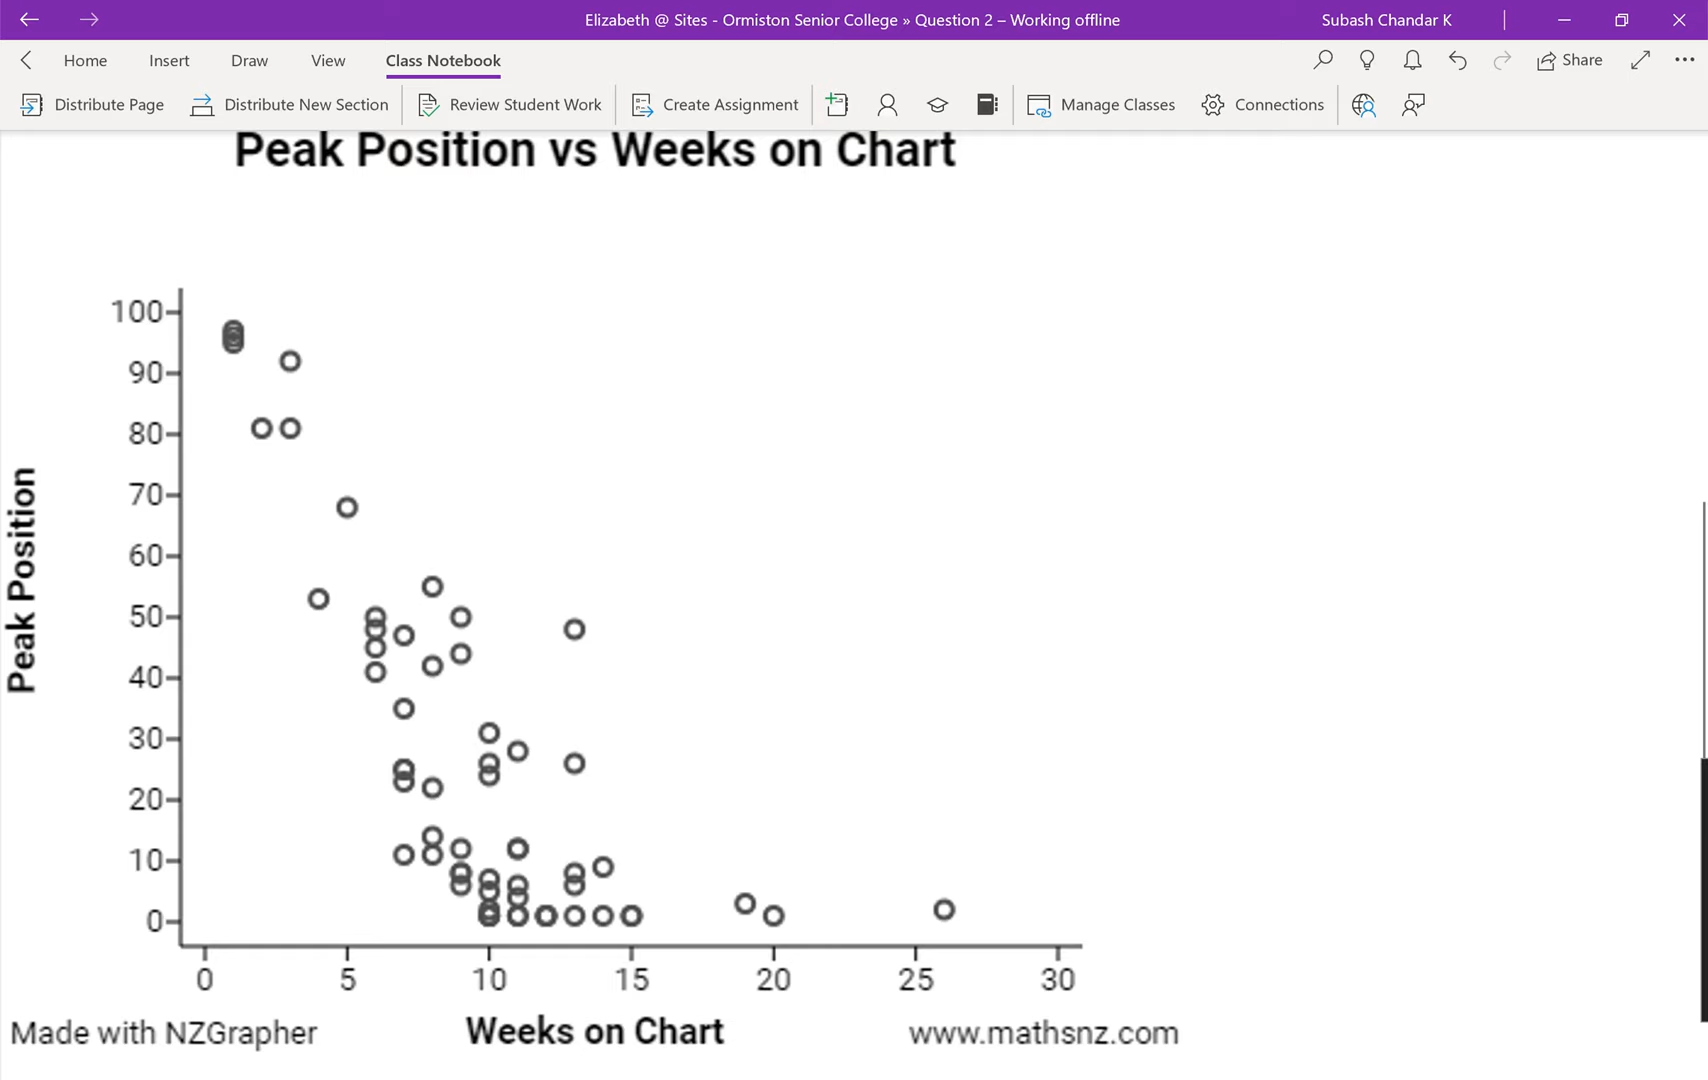 Elizabeth @ Sites - Ormiston Senior College » Question 2 – Working offline
Subash Chandar K
Home Insert Draw View Class Notebook
Share
Distribute Page Distribute New Section Review Student Work Create Assignment Manage Classes Connections
Peak Position vs Weeks on Chart
100
90
80
70
60
50
40
30
20
10
0
Peak Position
0 5 10 15 20 25 30
Made with NZGrapher Weeks on Chart www.mathsnz.com